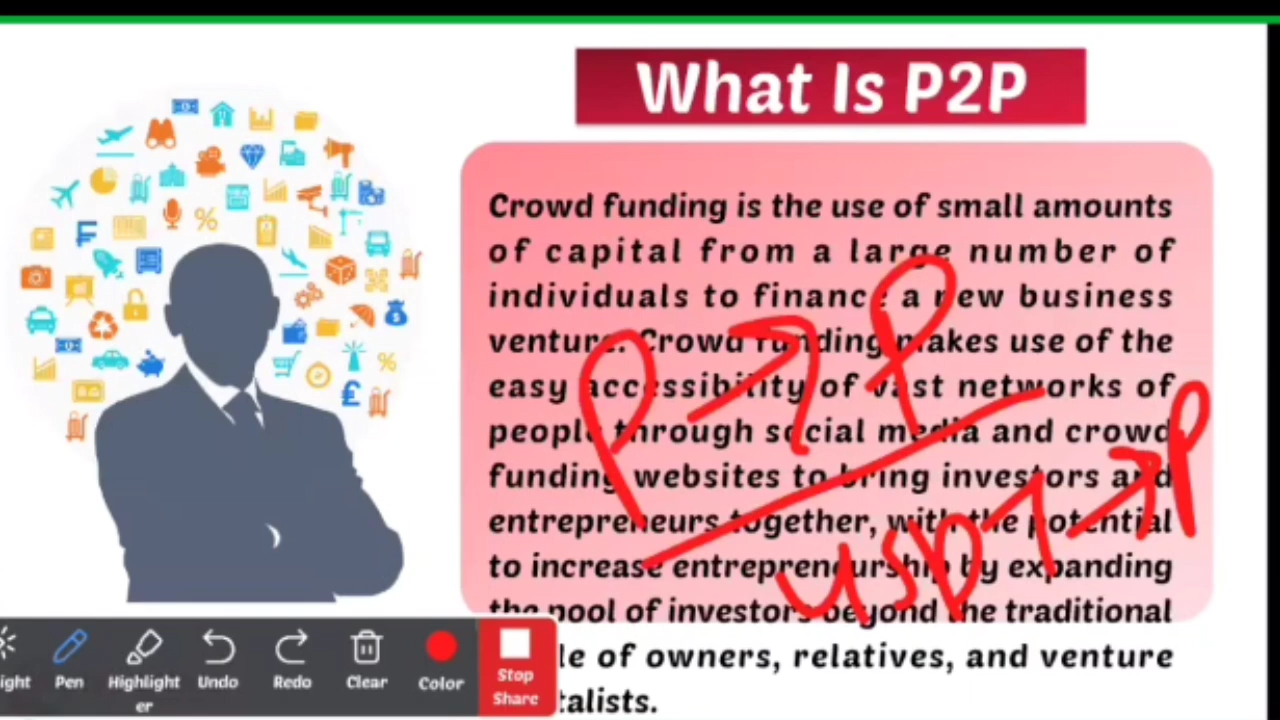 What Is P2P
Crowd funding is the use of small amounts
of capital from a large number of
individuals to finance a new business
venture. Crowd funding makes use of the
easy accessibility of vast networks of
people through social media and crowd
funding websites to bring investors and
entrepreneurs together, with the potential
to increase entrepreneurship by expanding
the pool of investors beyond the traditional
le of owners, relatives, and venture
talists.
P → P
USDT → P
ight
Pen
Highlight
er
Undo
Redo
Clear
Color
Stop
Share